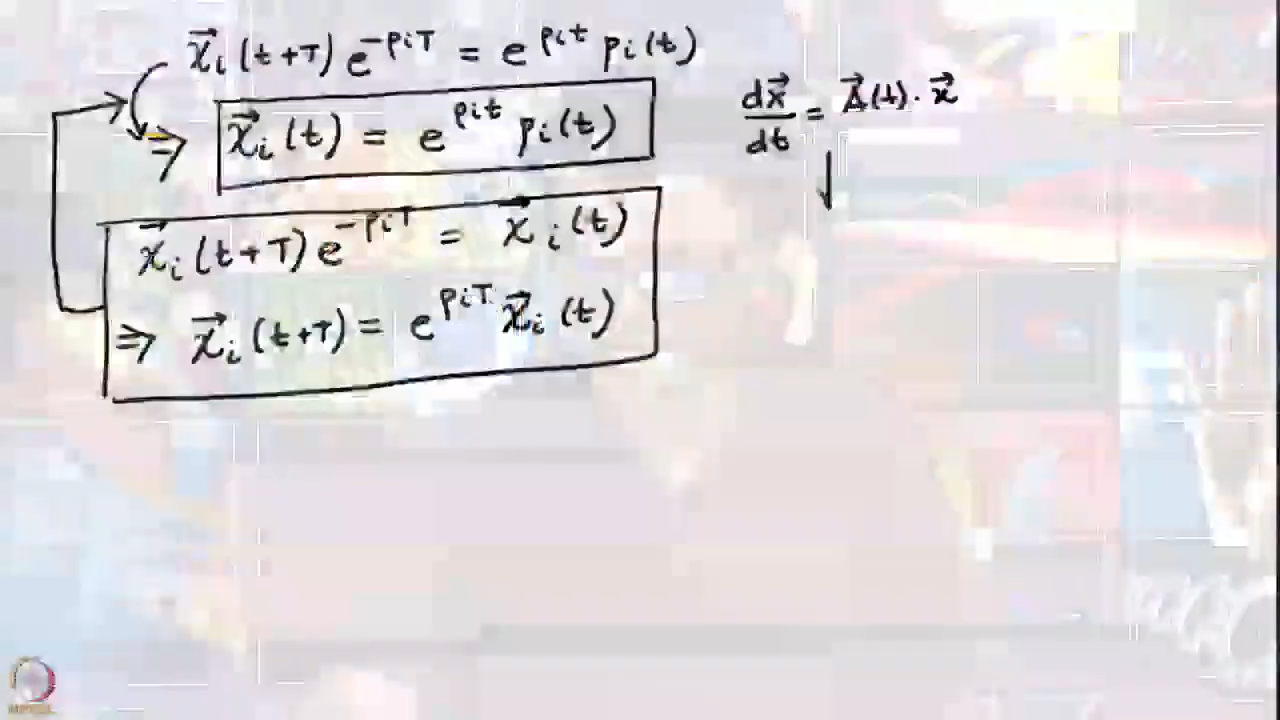 x⃗ᵢ(t+T) e^{-ρᵢT} = e^{ρᵢt} pᵢ(t)
⇒ x⃗ᵢ(t) = e^{ρᵢt} pᵢ(t)
x⃗ᵢ(t+T) e^{-ρᵢT} = x⃗ᵢ(t)
⇒ x⃗ᵢ(t+T) = e^{ρᵢT} x⃗ᵢ(t)
dx⃗/dt = A⃗(t) · x⃗